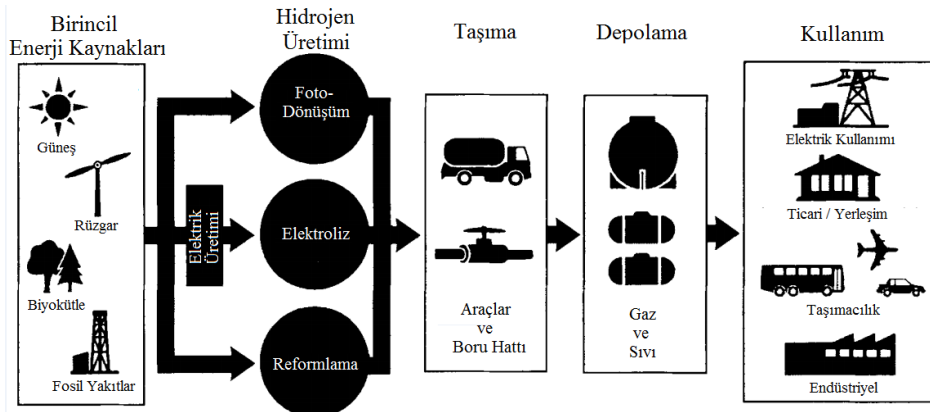 Birincil
Enerji Kaynakları
Güneş
Rüzgar
Biyokütle
Fosil Yakıtlar
Elektrik
Üretimi
Hidrojen
Üretimi
Foto-
Dönüşüm
Elektroliz
Reformlama
Taşıma
Araçlar
ve
Boru Hattı
Depolama
Gaz
ve
Sıvı
Kullanım
Elektrik Kullanımı
Ticari / Yerleşim
Taşımacılık
Endüstriyel